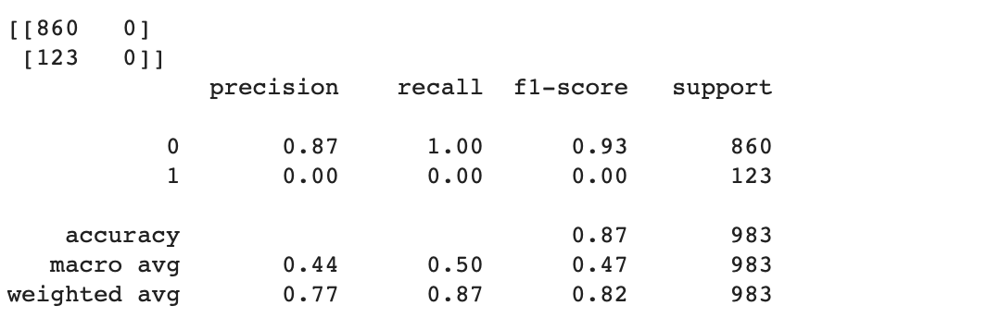 [[860   0]
 [123   0]]
              precision    recall  f1-score   support

           0       0.87      1.00      0.93       860
           1       0.00      0.00      0.00       123

    accuracy                           0.87       983
   macro avg       0.44      0.50      0.47       983
weighted avg       0.77      0.87      0.82       983